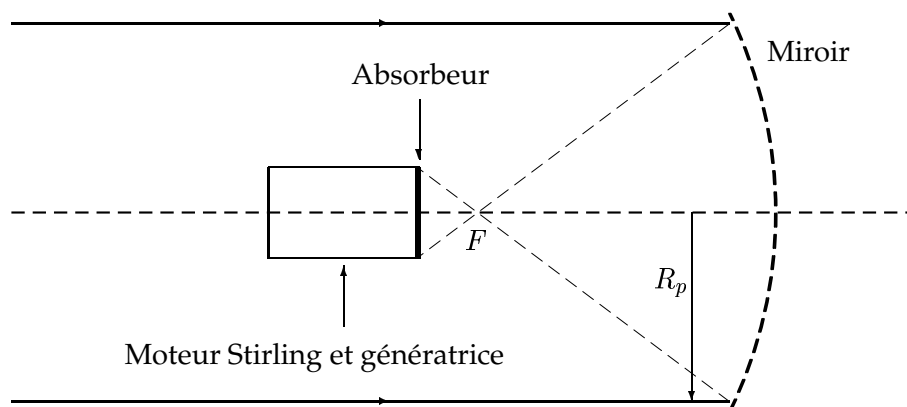 Miroir
Absorbeur
F
R_p
Moteur Stirling et génératrice